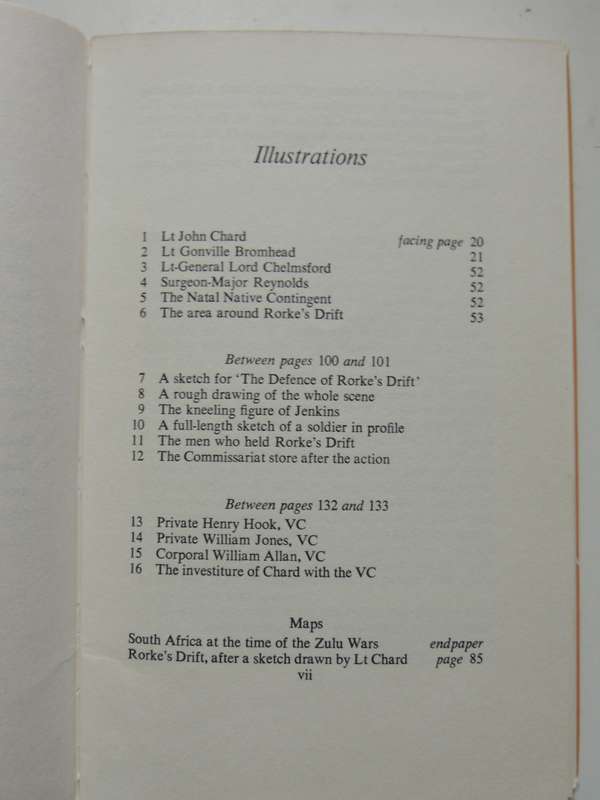 Illustrations
1 Lt John Chard facing page 20
2 Lt Gonville Bromhead 21
3 Lt-General Lord Chelmsford 52
4 Surgeon-Major Reynolds 52
5 The Natal Native Contingent 52
6 The area around Rorke's Drift 53
Between pages 100 and 101
7 A sketch for 'The Defence of Rorke's Drift'
8 A rough drawing of the whole scene
9 The kneeling figure of Jenkins
10 A full-length sketch of a soldier in profile
11 The men who held Rorke's Drift
12 The Commissariat store after the action
Between pages 132 and 133
13 Private Henry Hook, VC
14 Private William Jones, VC
15 Corporal William Allan, VC
16 The investiture of Chard with the VC
Maps
South Africa at the time of the Zulu Wars endpaper
Rorke's Drift, after a sketch drawn by Lt Chard page 85
vii